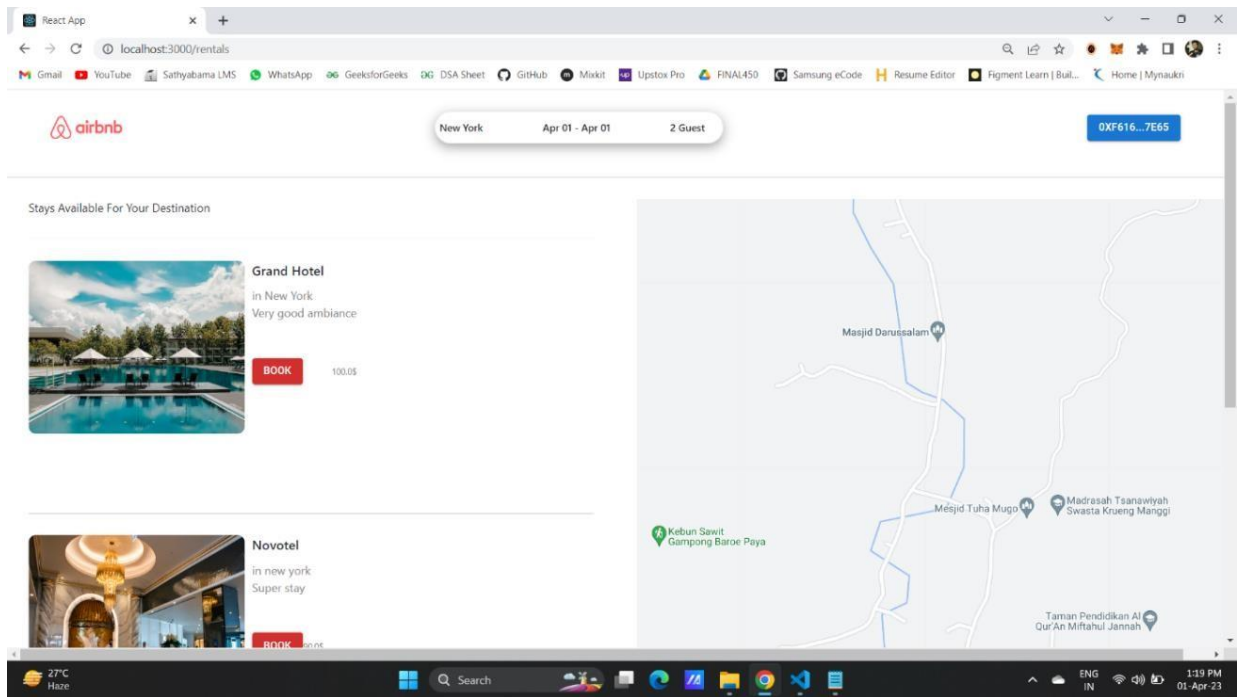 React App
localhost:3000/rentals
Gmail YouTube Sathyabama LMS WhatsApp GeeksforGeeks DSA Sheet GitHub Mixkit Upstox Pro FINAL450 Samsung eCode Resume Editor Figment Learn | Buil... Home | Mynaukri
airbnb
New York Apr 01 - Apr 01 2 Guest
0XF616...7E65
Stays Available For Your Destination
Grand Hotel
in New York
Very good ambiance
BOOK 100.0$
Novotel
in new york
Super stay
BOOK
Masjid Darussalam
Mesjid Tuha Mugo
Madrasah Tsanawiyah
Swasta Krueng Manggi
Kebun Sawit
Gampong Baroe Paya
Taman Pendidikan Al
Qur'An Miftahul Jannah
27°C
Haze
Search
ENG
IN
1:19 PM
01-Apr-23